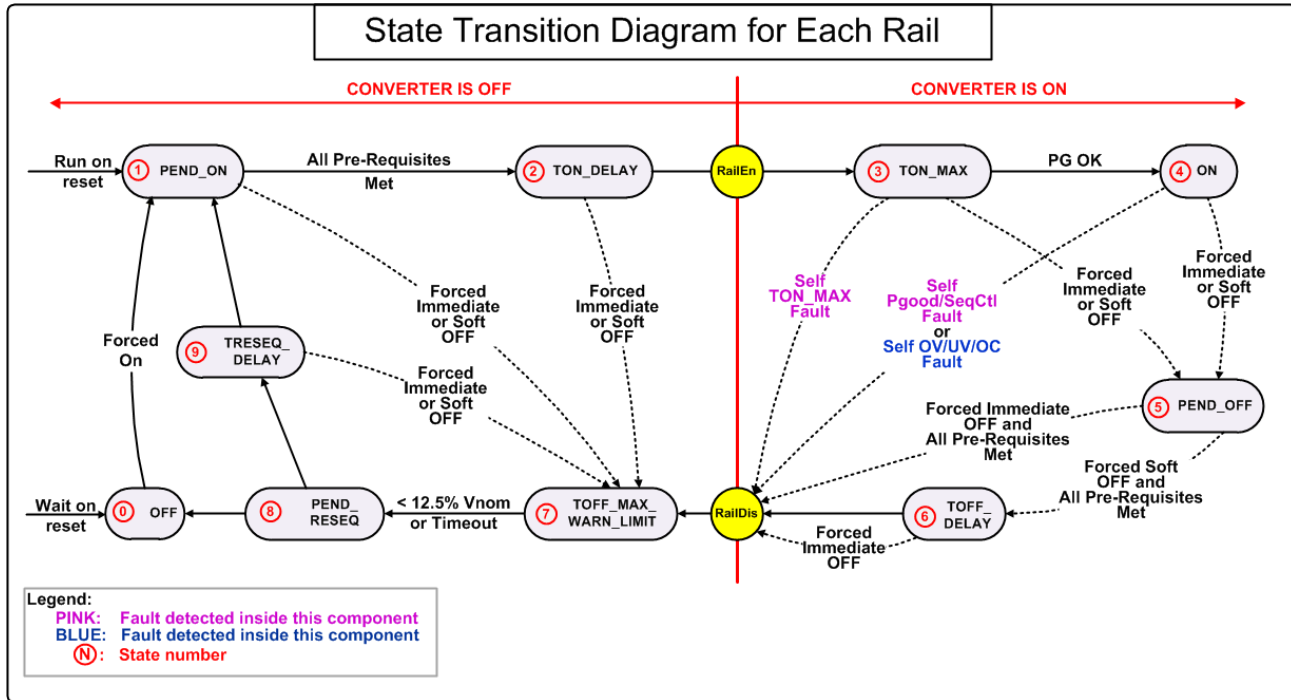 State Transition Diagram for Each Rail
CONVERTER IS OFF
CONVERTER IS ON
Run on
reset
1 PEND_ON
All Pre-Requisites
Met
2 TON_DELAY
RailEn
3 TON_MAX
PG OK
4 ON
Forced
Immediate
or Soft
OFF
Forced
Immediate
or Soft
OFF
Self
TON_MAX
Fault
Self
Pgood/SeqCtl
Fault
or
Self OV/UV/OC
Fault
Forced
Immediate
or Soft
OFF
Forced
Immediate
or Soft
OFF
Forced
On
9 TRESEQ_
DELAY
Forced
Immediate
or Soft
OFF
5 PEND_OFF
Forced Immediate
OFF and
All Pre-Requisites
Met
Forced Soft
OFF and
All Pre-Requisites
Met
Wait on
reset
0 OFF
8 PEND_
RESEQ
< 12.5% Vnom
or Timeout
7 TOFF_MAX_
WARN_LIMIT
RailDis
6 TOFF_
DELAY
Forced
Immediate
OFF
Legend:
PINK: Fault detected inside this component
BLUE: Fault detected inside this component
N: State number